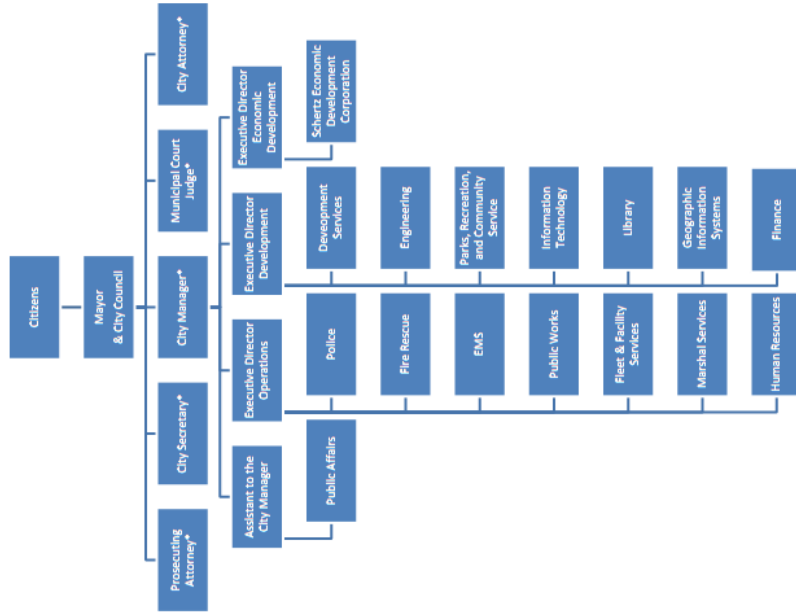 Citizens
Mayor
& City Council
Prosecuting
Attorney*
City Secretary*
City Manager*
Municipal Court
Judge*
City Attorney*
Assistant to the
City Manager
Executive Director
Operations
Executive Director
Development
Executive Director
Economic
Development
Public Affairs
Police
Fire Rescue
EMS
Public Works
Fleet & Facility
Services
Marshal Services
Human Resources
Deveopment
Services
Engineering
Parks, Recreation,
and Community
Service
Information
Technology
Library
Geographic
Information
Systems
Finance
Schertz Economic
Development
Corporation